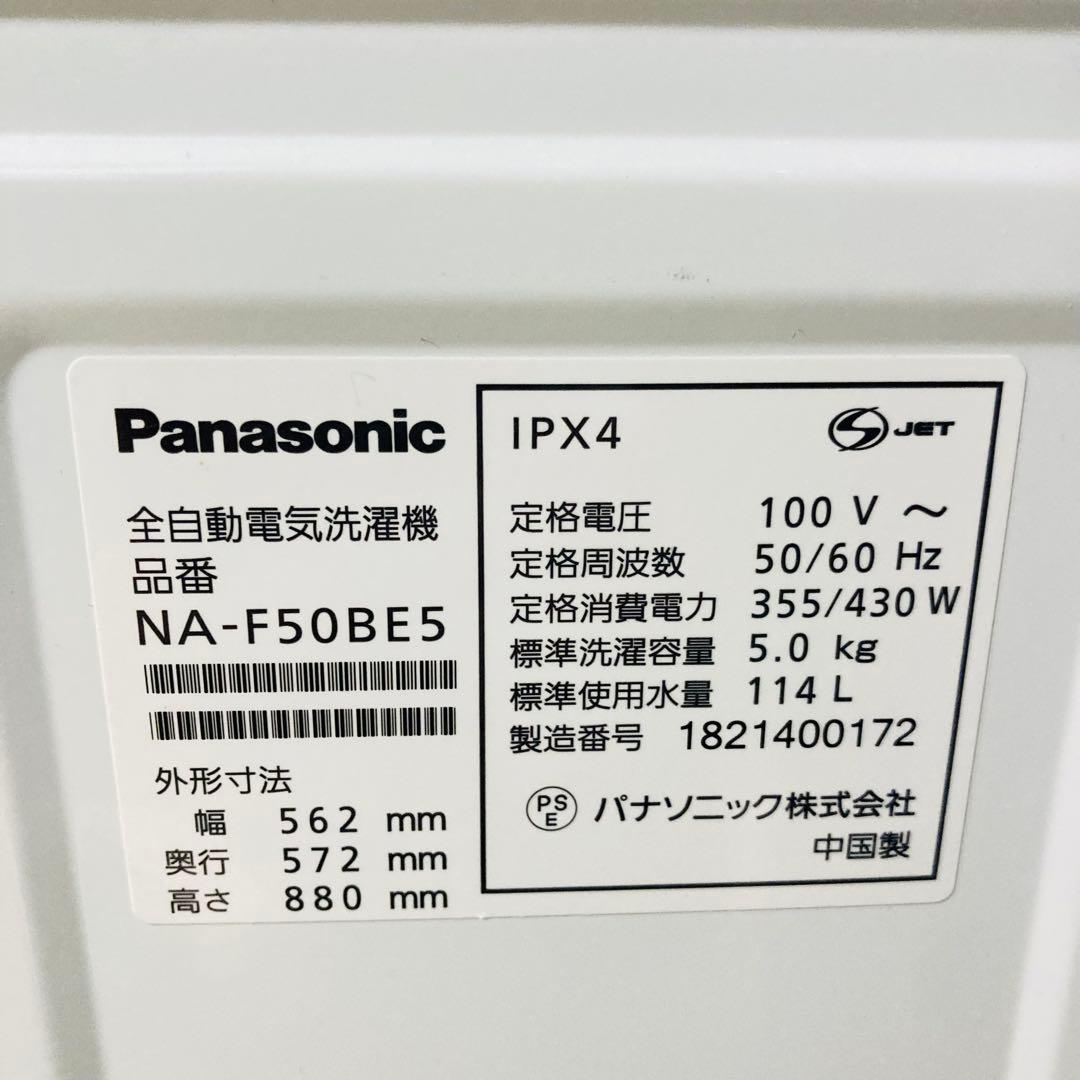 Panasonic
全自動電気洗濯機
品番
NA-F50BE5
外形寸法
幅 562 mm
奥行 572 mm
高さ 880 mm
IPX4
S JET
定格電圧 100 V ～
定格周波数 50/60 Hz
定格消費電力 355/430 W
標準洗濯容量 5.0 kg
標準使用水量 114 L
製造番号 1821400172
PSE パナソニック株式会社
中国製